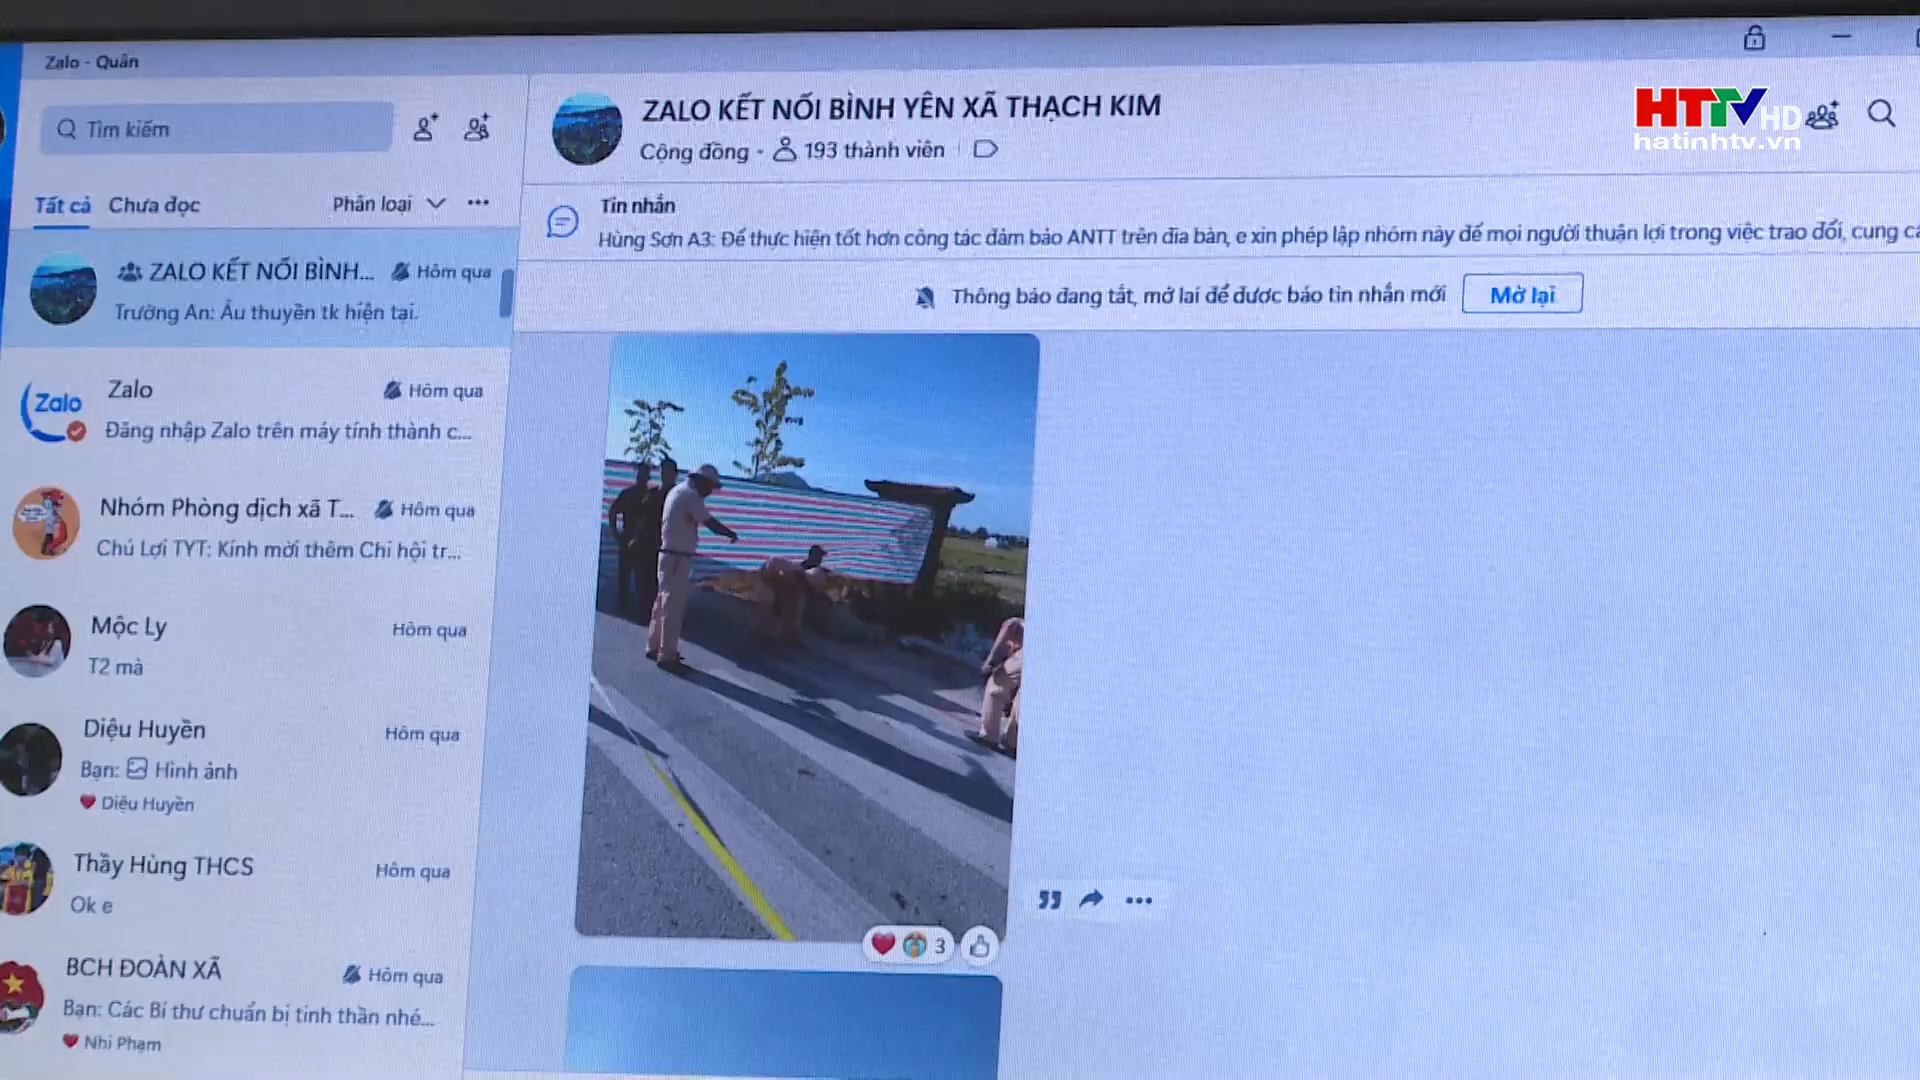 Zalo - Quân
Tìm kiếm
Tất cả Chưa đọc Phân loại
ZALO KẾT NỐI BÌNH... Hôm qua
Trường An: Âu thuyền tk hiện tại.
Zalo
Zalo Hôm qua
Đăng nhập Zalo trên máy tính thành c...
Nhóm Phòng dịch xã T... Hôm qua
Chú Lợi TYT: Kính mời thêm Chi hội tr...
Mộc Ly Hôm qua
T2 mà
Diệu Huyền Hôm qua
Bạn: Hình ảnh
Diệu Huyền
Thầy Hùng THCS Hôm qua
Ok e
BCH ĐOÀN XÃ Hôm qua
Bạn: Các Bí thư chuẩn bị tinh thần nhé...
Nhi Phạm
ZALO KẾT NỐI BÌNH YÊN XÃ THẠCH KIM
Cộng đồng - 193 thành viên
HTTV HD
hatinhtv.vn
Tin nhắn
Hùng Sơn A3: Để thực hiện tốt hơn công tác đảm bảo ANTT trên địa bàn, e xin phép lập nhóm này để mọi người thuận lợi trong việc trao đổi, cung
Thông báo đang tắt, mở lại để được báo tin nhắn mới Mở lại
3